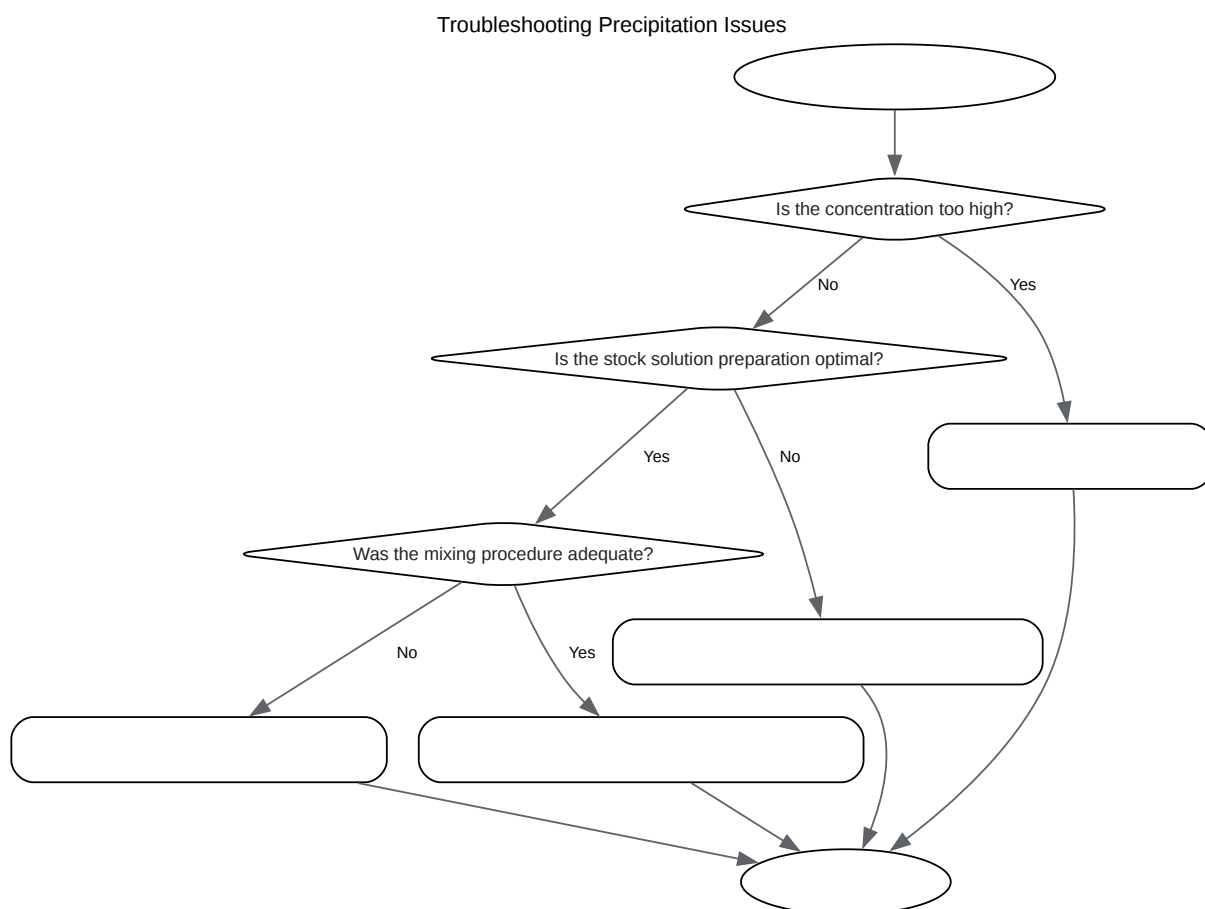 Troubleshooting Precipitation Issues
Is the concentration too high?
No
Yes
Is the stock solution preparation optimal?
Yes
No
Was the mixing procedure adequate?
No
Yes